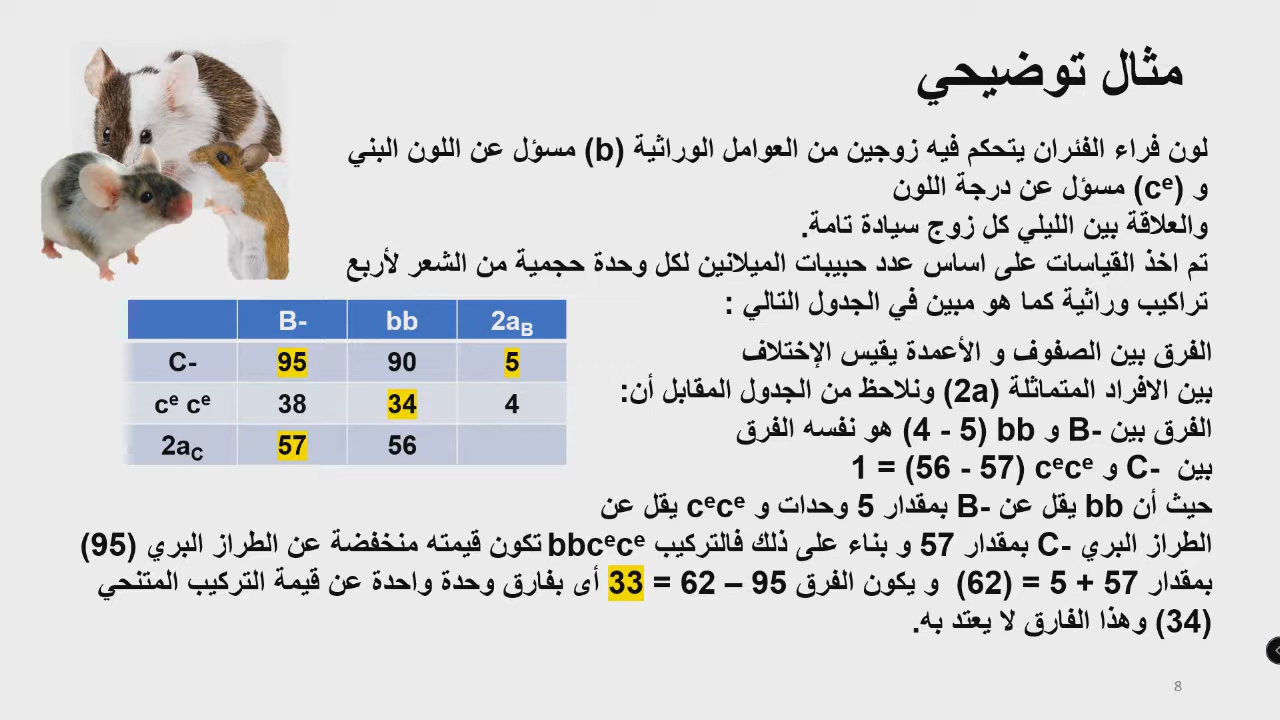 مثال توضيحي
لون فراء الفئران يتحكم فيه زوجين من العوامل الوراثية (b) مسؤل عن اللون البني
و (cᵉ) مسؤل عن درجة اللون
والعلاقة بين الليلي كل زوج سيادة تامة.
تم اخذ القياسات على اساس عدد حبيبات الميلانين لكل وحدة حجمية من الشعر لأربع
تراكيب وراثية كما هو مبين في الجدول التالي :
B- bb 2aB
C- 95 90 5
cᵉ cᵉ 38 34 4
2aC 57 56
الفرق بين الصفوف و الأعمدة يقيس الإختلاف
بين الافراد المتماثلة (2a) ونلاحظ من الجدول المقابل أن:
الفرق بين B- و bb (4 - 5) هو نفسه الفرق
بين C- و cᵉcᵉ (56 - 57) = 1
حيث أن bb يقل عن B- بمقدار 5 وحدات و cᵉcᵉ يقل عن
الطراز البري C- بمقدار 57 و بناء على ذلك فالتركيب bbcᵉcᵉ تكون قيمته منخفضة عن الطراز البري (95)
بمقدار 57 + 5 = (62) و يكون الفرق 95 – 62 = 33 أى بفارق وحدة واحدة عن قيمة التركيب المتنحي
(34) وهذا الفارق لا يعتد به.
8